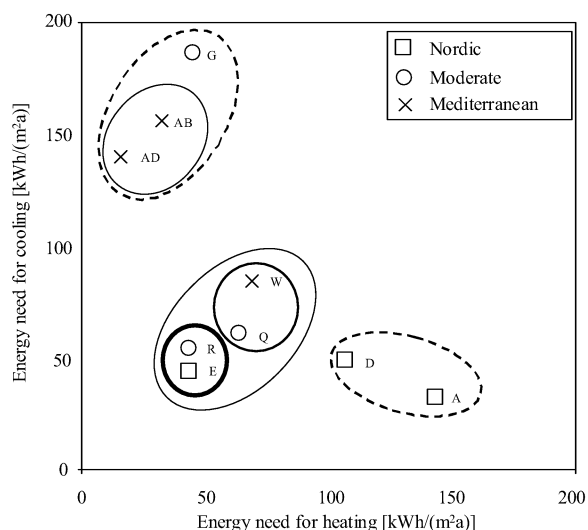 200
150
100
50
0
Energy need for cooling [kWh/(m²a)]
Nordic
Moderate
Mediterranean
G
AB
AD
W
Q
R
E
D
A
0 50 100 150 200
Energy need for heating [kWh/(m²a)]